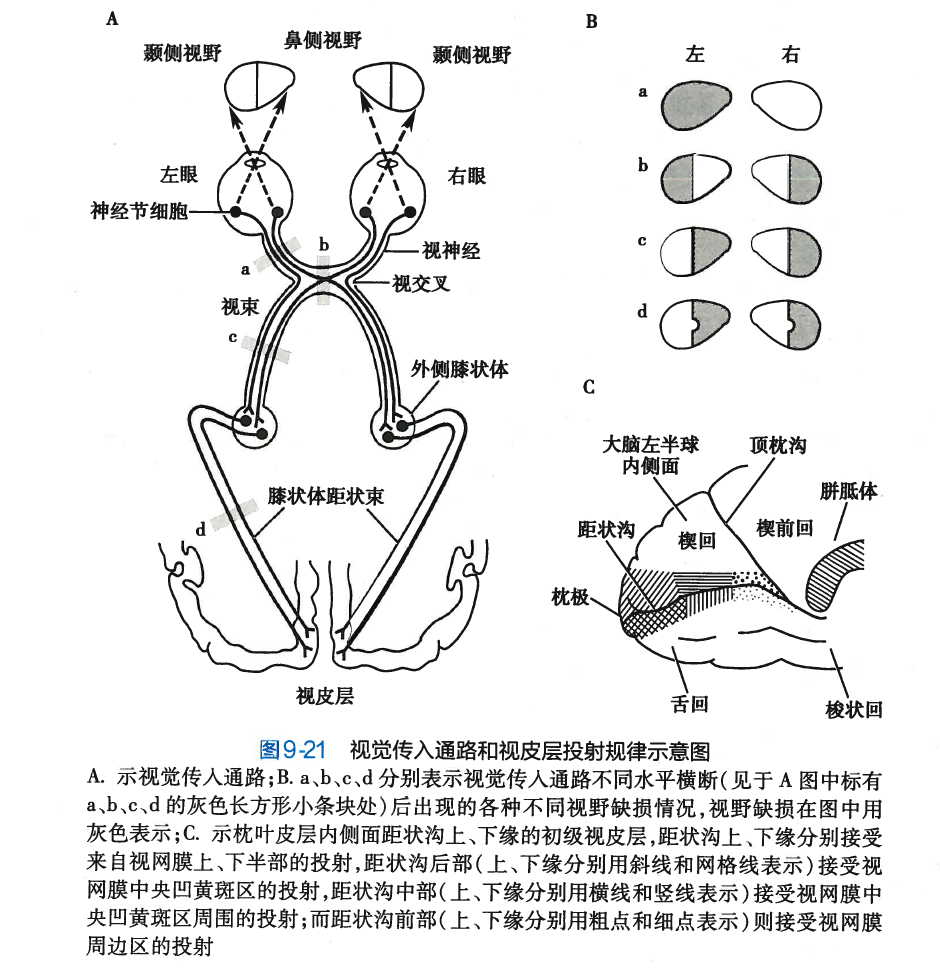 A
颞侧视野
鼻侧视野
颞侧视野
左眼
右眼
神经节细胞
a
b
视神经
视交叉
视束
c
外侧膝状体
膝状体距状束
d
视皮层
B
左
右
a
b
c
d
C
大脑左半球
内侧面
顶枕沟
胼胝体
距状沟
楔回
楔前回
枕极
舌回
梭状回
图9-21 视觉传入通路和视皮层投射规律示意图
A. 示视觉传入通路;B. a、b、c、d 分别表示视觉传入通路不同水平横断(见于 A 图中标有
a、b、c、d 的灰色长方形小条块处)后出现的各种不同视野缺损情况,视野缺损在图中用
灰色表示;C. 示枕叶皮层内侧面距状沟上、下缘的初级视皮层,距状沟上、下缘分别接受
来自视网膜上、下半部的投射,距状沟后部(上、下缘分别用斜线和网格线表示)接受视
网膜中央凹黄斑区的投射,距状沟中部(上、下缘分别用横线和竖线表示)接受视网膜中
央凹黄斑区周围的投射;而距状沟前部(上、下缘分别用粗点和细点表示)则接受视网膜
周边区的投射